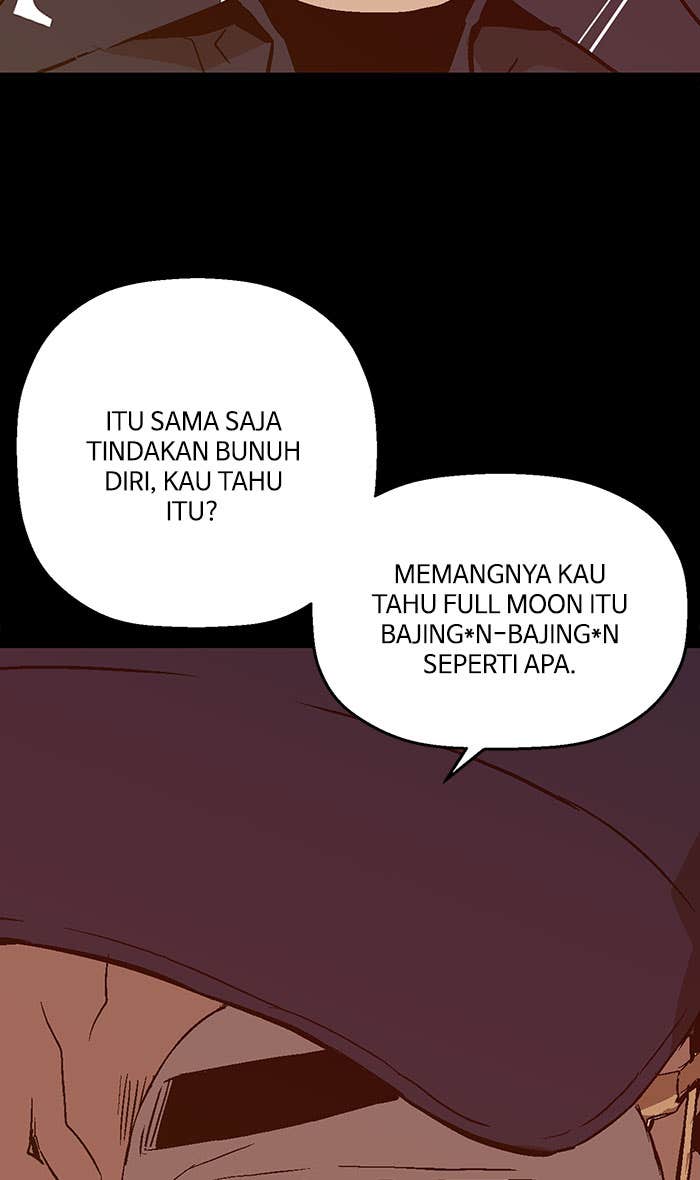 ITU SAMA SAJA
TINDAKAN BUNUH
DIRI, KAU TAHU
ITU?
MEMANGNYA KAU
TAHU FULL MOON ITU
BAJING*N-BAJING*N
SEPERTI APA.